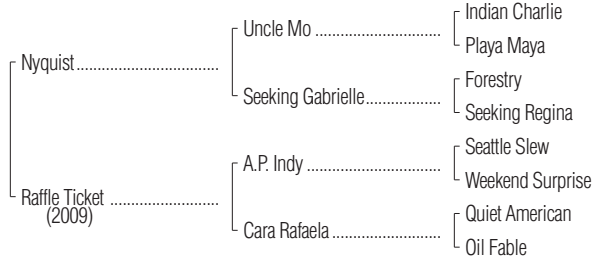 Indian Charlie
Uncle Mo
Playa Maya
Nyquist
Forestry
Seeking Gabrielle
Seeking Regina
Seattle Slew
A.P. Indy
Weekend Surprise
Raffle Ticket
(2009)
Quiet American
Cara Rafaela
Oil Fable